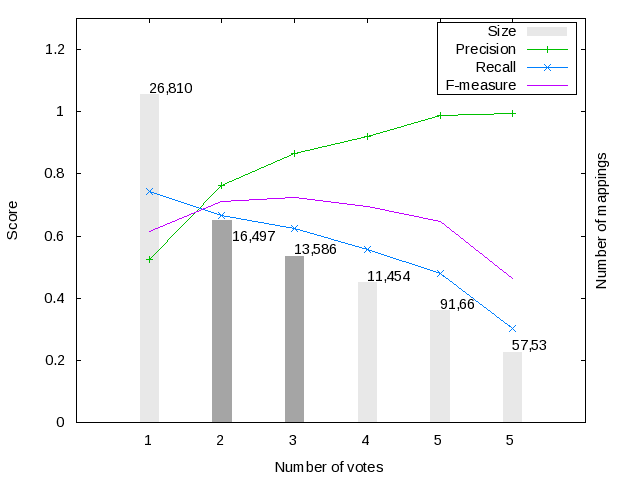 Size
Precision
Recall
F-measure
1.2
1
0.8
0.6
0.4
0.2
0
Score
Number of mappings
26,810
16,497
13,586
11,454
91,66
57,53
1 2 3 4 5 5
Number of votes